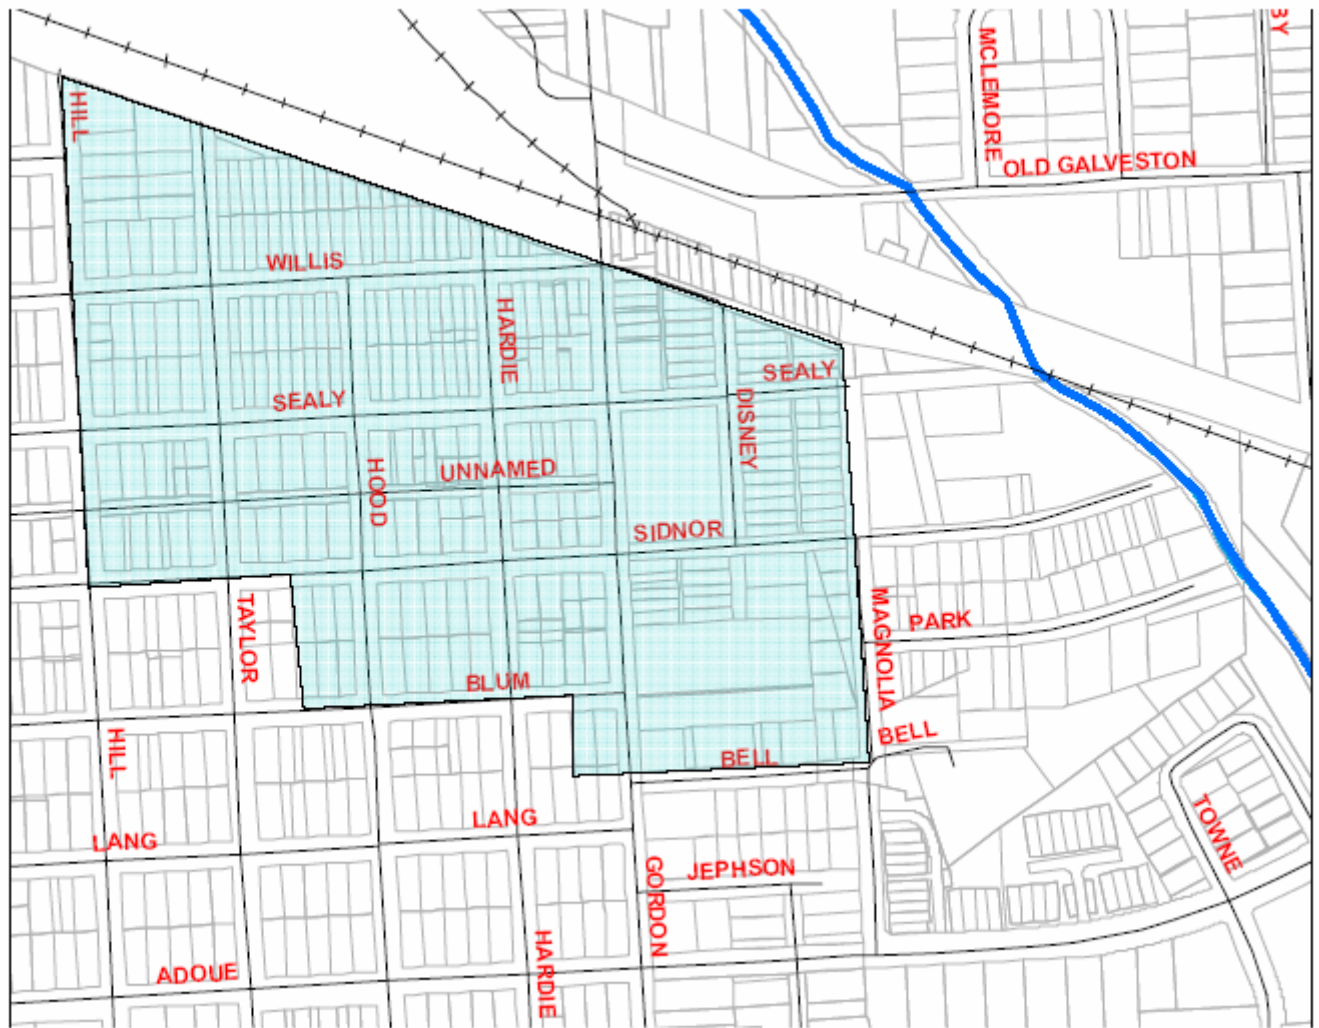 BY
MCLEMORE
OLD GALVESTON
HILL
WILLIS
HARDIE
SEALY
SEALY
DISNEY
HOOD
UNNAMED
SIDNOR
TAYLOR
MAGNOLIA
PARK
BLUM
HILL
BELL
BELL
LANG
LANG
TOWNE
GORDON
JEPHSON
HARDIE
ADOUE